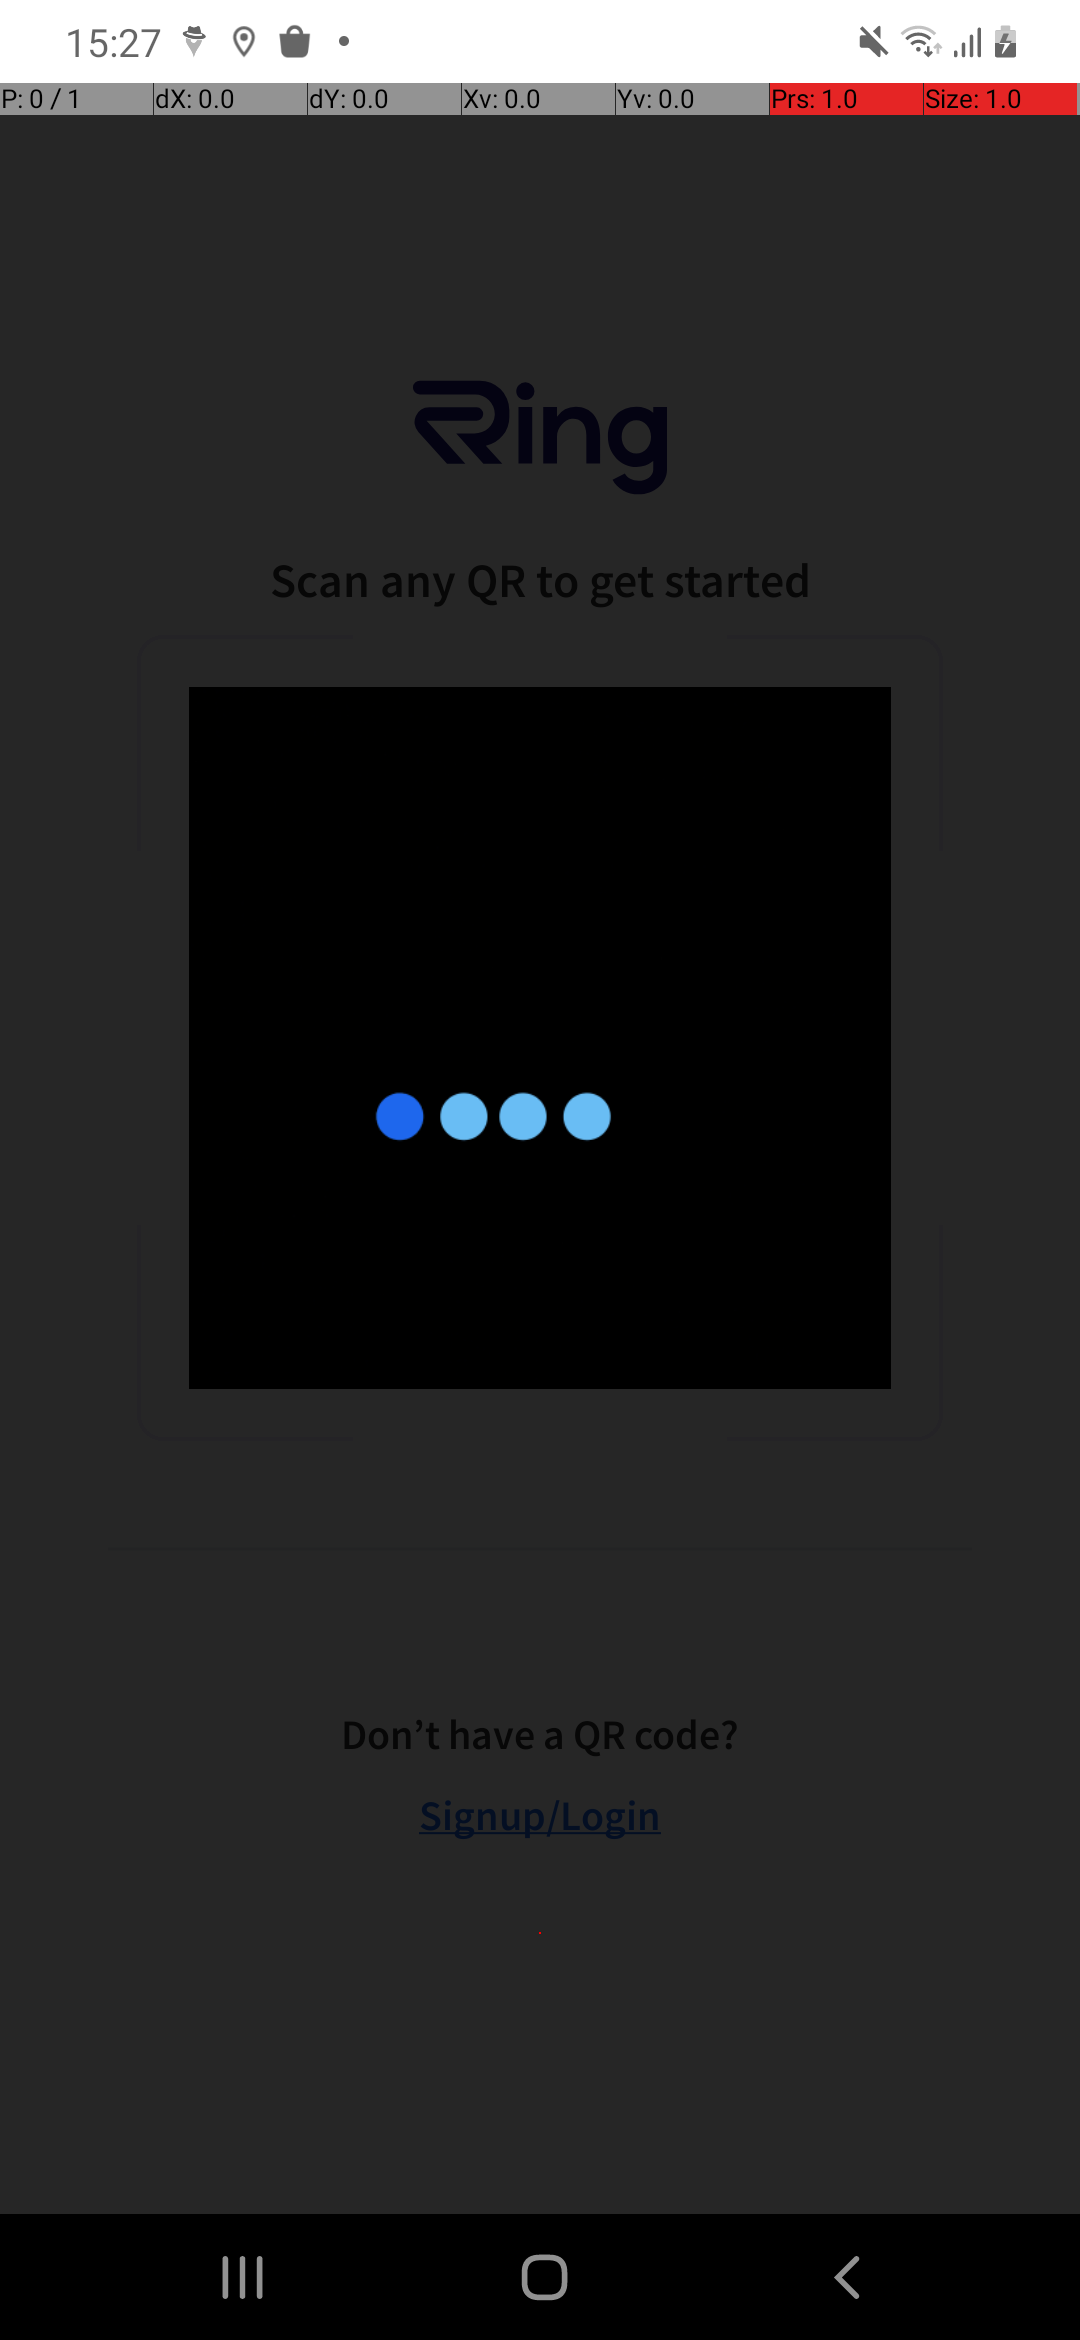 15:27
P: 0 / 1 dX: 0.0 dY: 0.0 Xv: 0.0 Yv: 0.0 Prs: 1.0 Size: 1.0
Ring
Scan any QR to get started
Don’t have a QR code?
Signup/Login